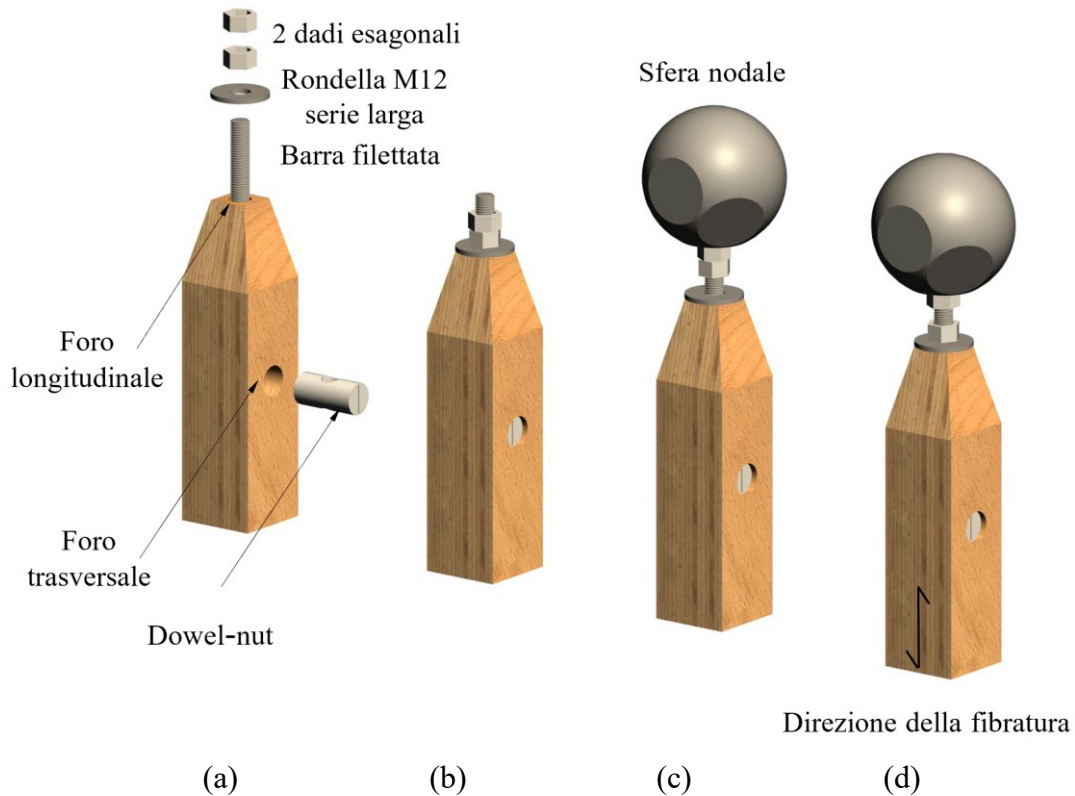 2 dadi esagonali
Rondella M12
serie larga
Barra filettata
Foro
longitudinale
Foro
trasversale
Dowel-nut
Sfera nodale
Direzione della fibratura
(a)
(b)
(c)
(d)